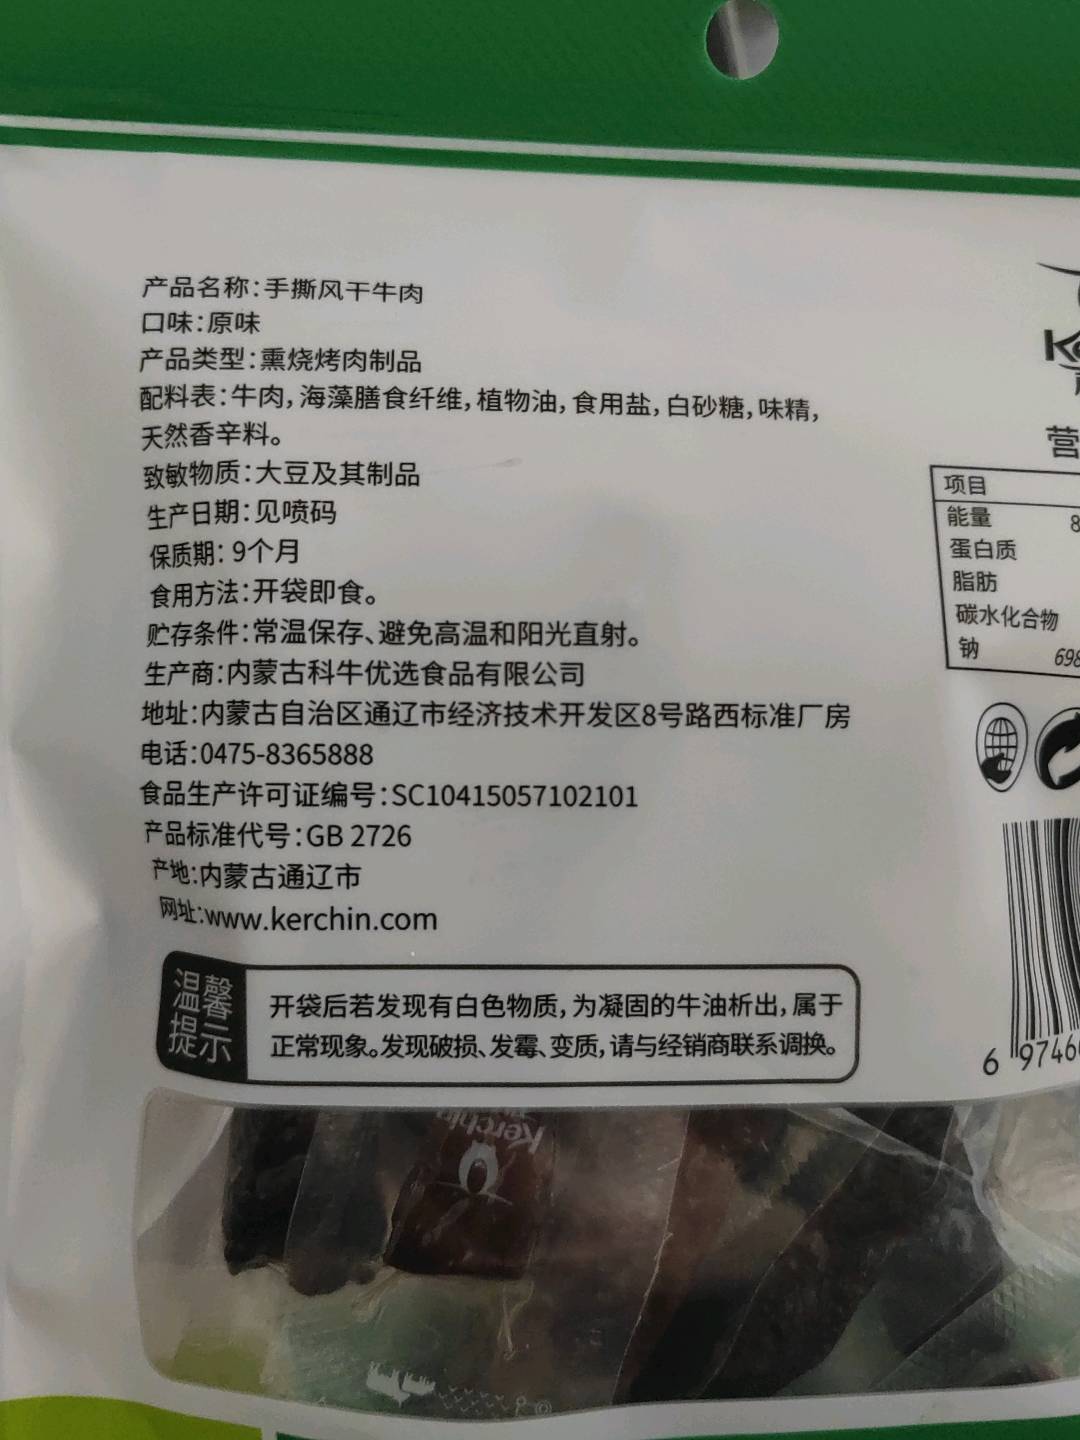 产品名称:手撕风干牛肉
口味:原味
产品类型:熏烧烤肉制品
配料表:牛肉,海藻膳食纤维,植物油,食用盐,白砂糖,味精,
天然香辛料。
致敏物质:大豆及其制品
生产日期:见喷码
保质期:9个月
食用方法:开袋即食。
贮存条件:常温保存、避免高温和阳光直射。
生产商:内蒙古科牛优选食品有限公司
地址:内蒙古自治区通辽市经济技术开发区8号路西标准厂房
电话:0475-8365888
食品生产许可证编号:SC10415057102101
产品标准代号:GB 2726
产地:内蒙古通辽市
网址:www.kerchin.com
温馨
提示
开袋后若发现有白色物质,为凝固的牛油析出,属于
正常现象。发现破损、发霉、变质,请与经销商联系调换。
营
项目
能量 8
蛋白质
脂肪
碳水化合物
钠 698
6 97466
Kerchin